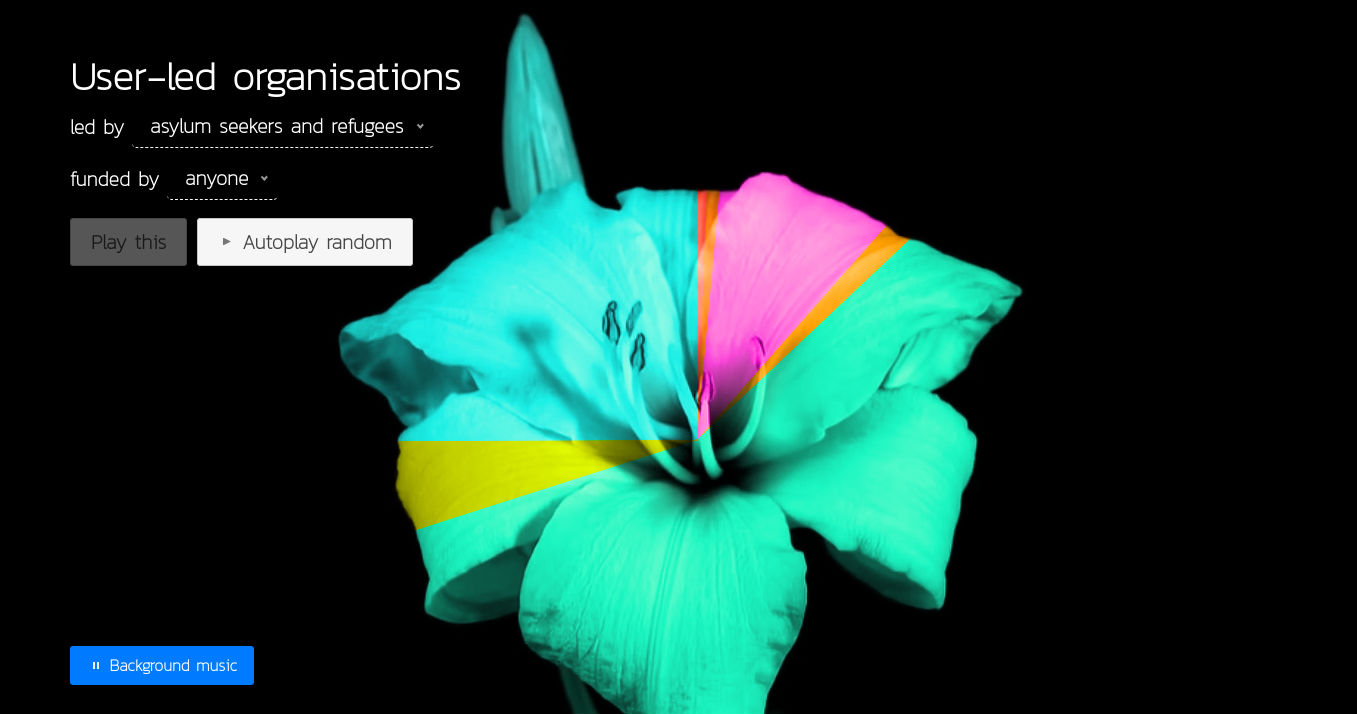 User-led organisations
led by asylum seekers and refugees
funded by anyone
Play this
Autoplay random
Background music